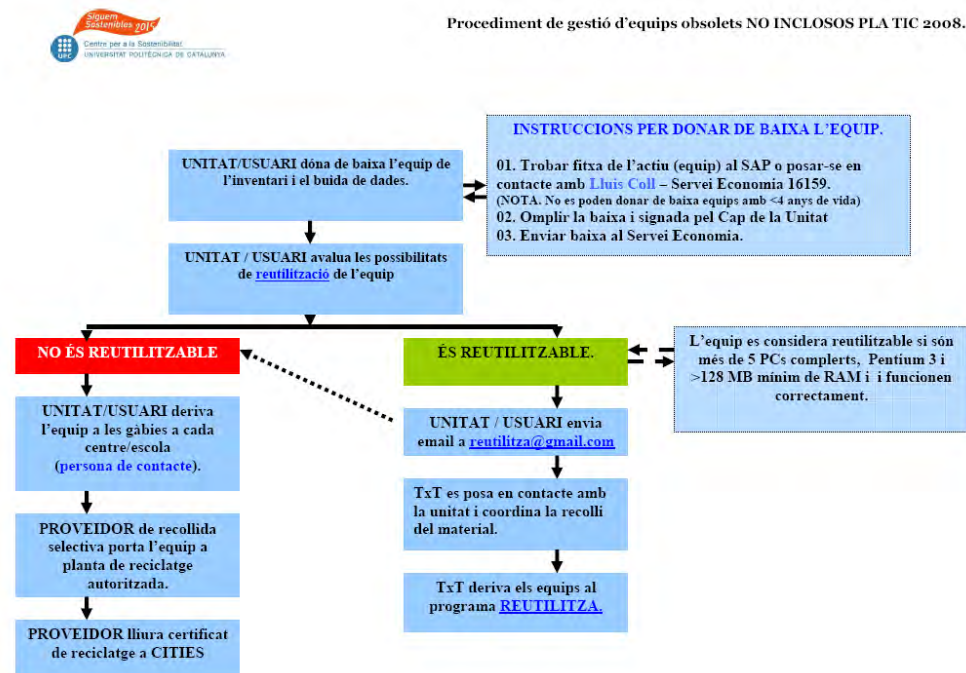 Siguem
Sostenibles 2015
UPC
Centre per a la Sostenibilitat
UNIVERSITAT POLITÈCNICA DE CATALUNYA
Procediment de gestió d'equips obsolets NO INCLOSOS PLA TIC 2008.
INSTRUCCIONS PER DONAR DE BAIXA L'EQUIP.
01. Trobar fitxa de l'actiu (equip) al SAP o posar-se en
contacte amb Lluis Coll – Servei Economia 16159.
(NOTA. No es poden donar de baixa equips amb <4 anys de vida)
02. Omplir la baixa i signada pel Cap de la Unitat
03. Enviar baixa al Servei Economia.
UNITAT/USUARI dóna de baixa l'equip de
l'inventari i el buida de dades.
UNITAT / USUARI avalua les possibilitats
de reutilització de l'equip
NO ÉS REUTILITZABLE
ÉS REUTILITZABLE.
L'equip es considera reutilitzable si són
més de 5 PCs complerts, Pentium 3 i
>128 MB mínim de RAM i i funcionen
correctament.
UNITAT/USUARI deriva
l'equip a les gàbies a cada
centre/escola
(persona de contacte).
PROVEIDOR de recollida
selectiva porta l'equip a
planta de reciclatge
autoritzada.
PROVEIDOR lliura certificat
de reciclatge a CITIES
UNITAT / USUARI envia
email a reutilitza@gmail.com
TxT es posa en contacte amb
la unitat i coordina la recolli
del material.
TxT deriva els equips al
programa REUTILITZA.